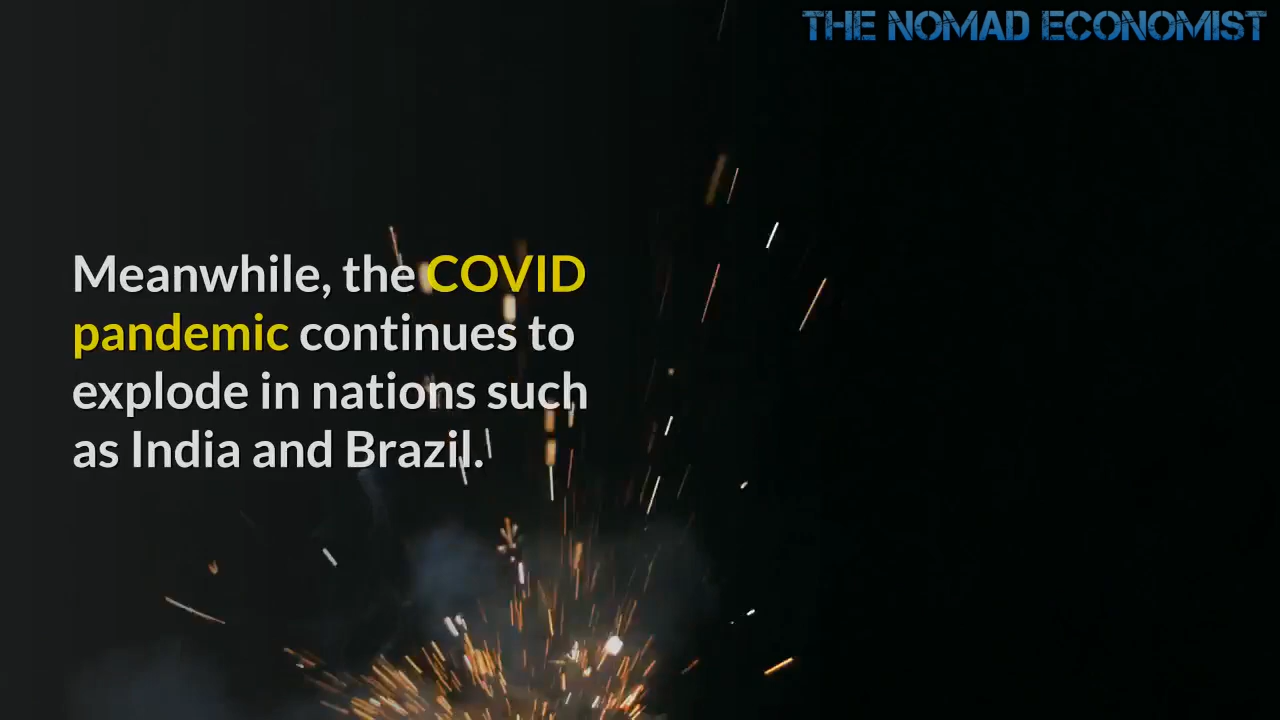 THE NOMAD ECONOMIST
Meanwhile, the COVID
pandemic continues to
explode in nations such
as India and Brazil.